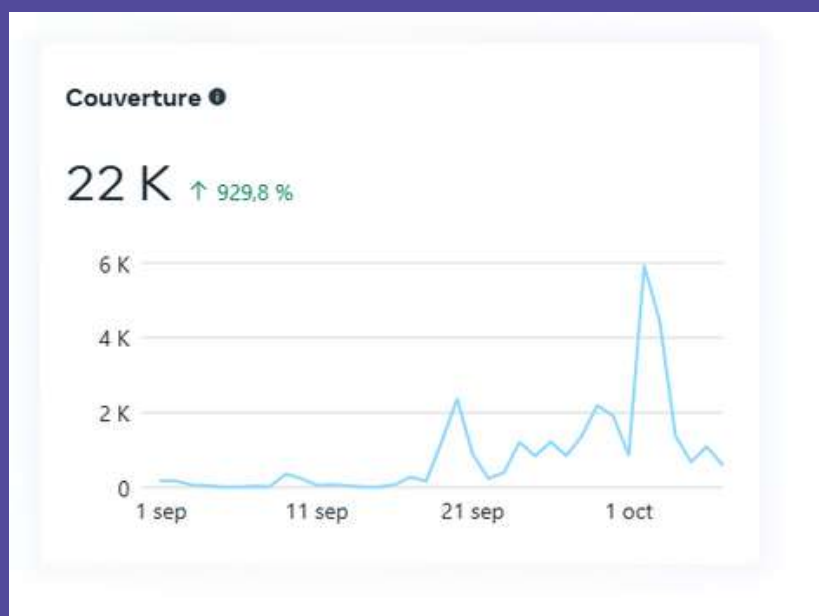 Couverture
22 K ↑ 929,8 %
6 K
4 K
2 K
0
1 sep 11 sep 21 sep 1 oct